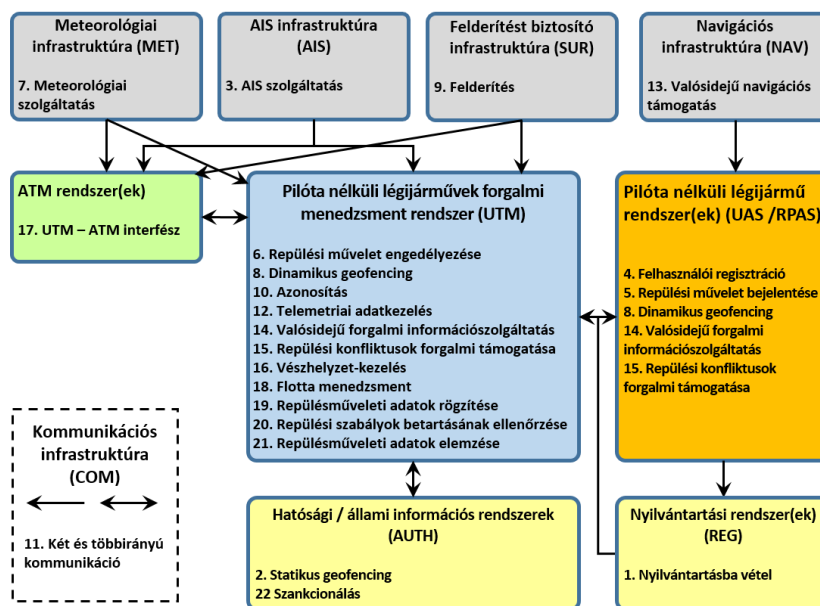 Meteorológiai
infrastruktúra (MET)
7. Meteorológiai
szolgáltatás
AIS infrastruktúra
(AIS)
3. AIS szolgáltatás
Felderítést biztosító
infrastruktúra (SUR)
9. Felderítés
Navigációs
infrastruktúra (NAV)
13. Valósidejű navigációs
támogatás
ATM rendszer(ek)
17. UTM – ATM interfész
Pilóta nélküli légijárművek forgalmi
menedzsment rendszer (UTM)
6. Repülési művelet engedélyezése
8. Dinamikus geofencing
10. Azonosítás
12. Telemetriai adatkezelés
14. Valósidejű forgalmi információszolgáltatás
15. Repülési konfliktusok forgalmi támogatása
16. Vészhelyzet-kezelés
18. Flotta menedzsment
19. Repülésműveleti adatok rögzítése
20. Repülési szabályok betartásának ellenőrzése
21. Repülésműveleti adatok elemzése
Pilóta nélküli légijármű
rendszer(ek) (UAS /RPAS)
4. Felhasználói regisztráció
5. Repülési művelet bejelentése
8. Dinamikus geofencing
14. Valósidejű forgalmi
információszolgáltatás
15. Repülési konfliktusok
forgalmi támogatása
Kommunikációs
infrastruktúra
(COM)
11. Két és többirányú
kommunikáció
Hatósági / állami információs rendszerek
(AUTH)
2. Statikus geofencing
22 Szankcionálás
Nyilvántartási rendszer(ek)
(REG)
1. Nyilvántartásba vétel